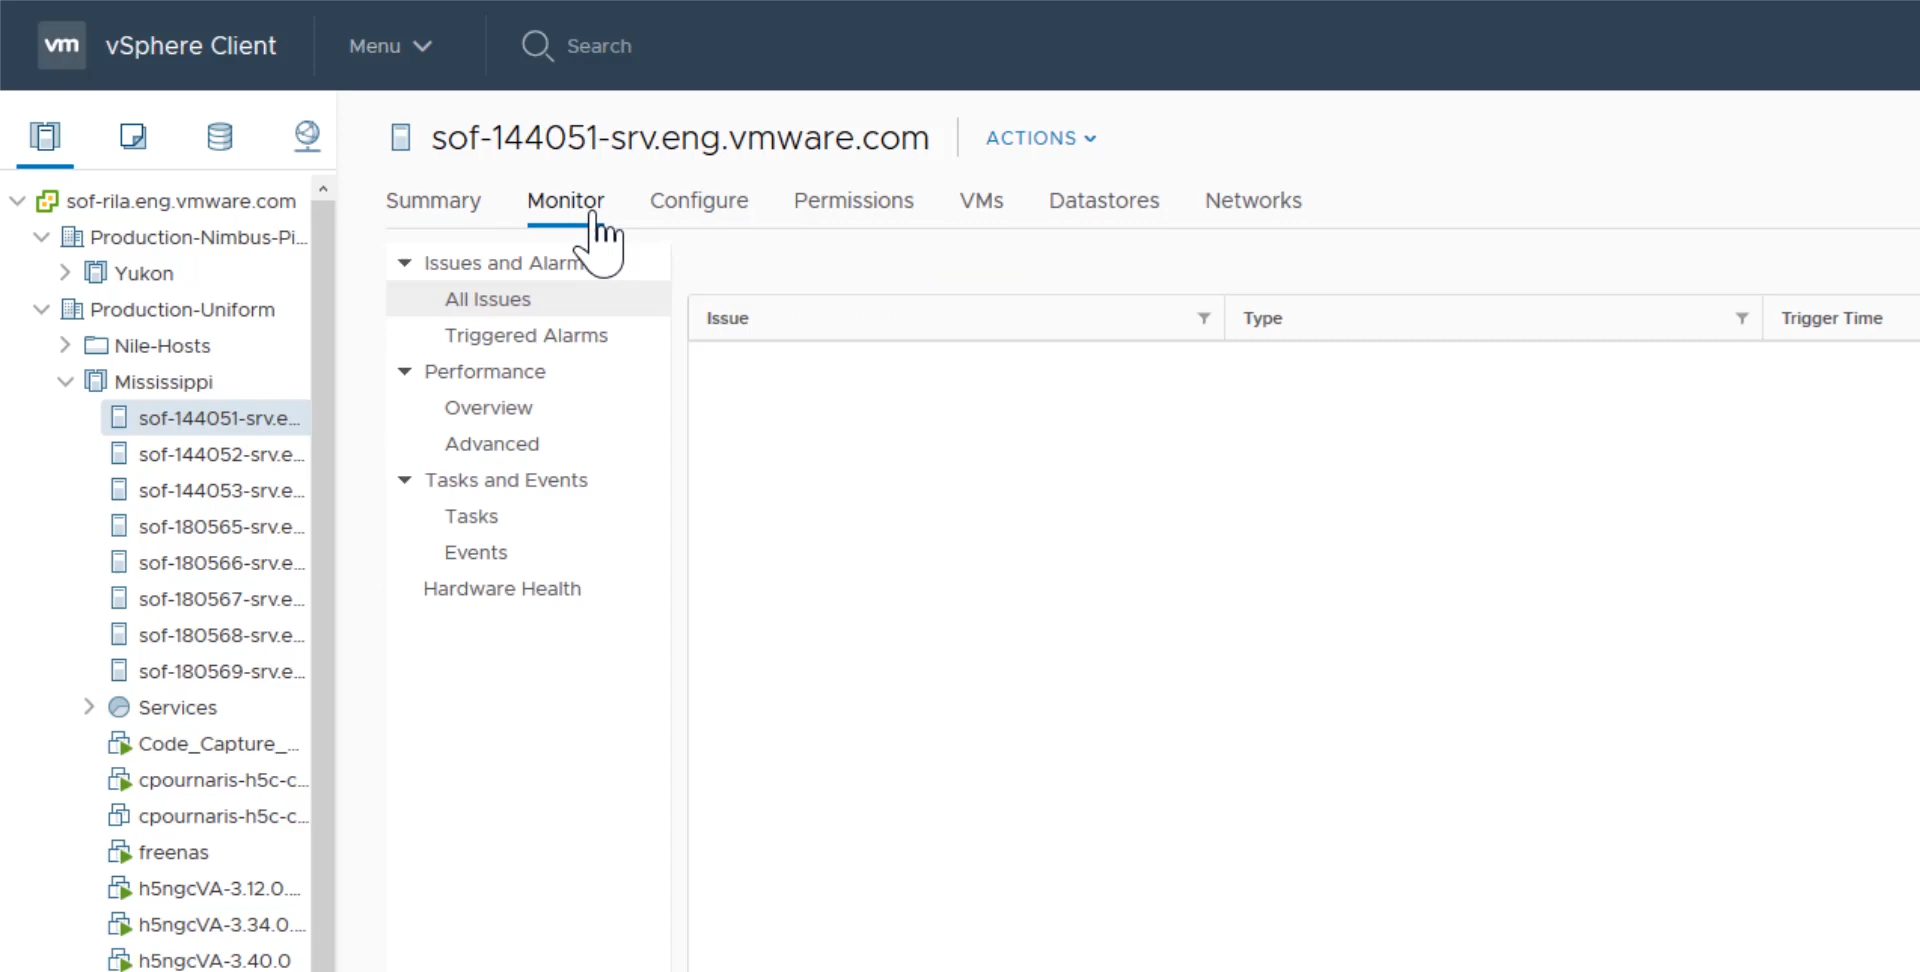 vm vSphere Client Menu Search
sof-144051-srv.eng.vmware.com ACTIONS
Summary Monitor Configure Permissions VMs Datastores Networks
sof-rila.eng.vmware.com
Production-Nimbus-Pi...
Yukon
Production-Uniform
Nile-Hosts
Mississippi
sof-144051-srv.e...
sof-144052-srv.e...
sof-144053-srv.e...
sof-180565-srv.e...
sof-180566-srv.e...
sof-180567-srv.e...
sof-180568-srv.e...
sof-180569-srv.e...
Services
Code_Capture_...
cpournaris-h5c-c...
cpournaris-h5c-c...
freenas
h5ngcVA-3.12.0....
h5ngcVA-3.34.0....
h5ngcVA-3.40.0
Issues and Alarm
All Issues
Triggered Alarms
Performance
Overview
Advanced
Tasks and Events
Tasks
Events
Hardware Health
Issue Type Trigger Time